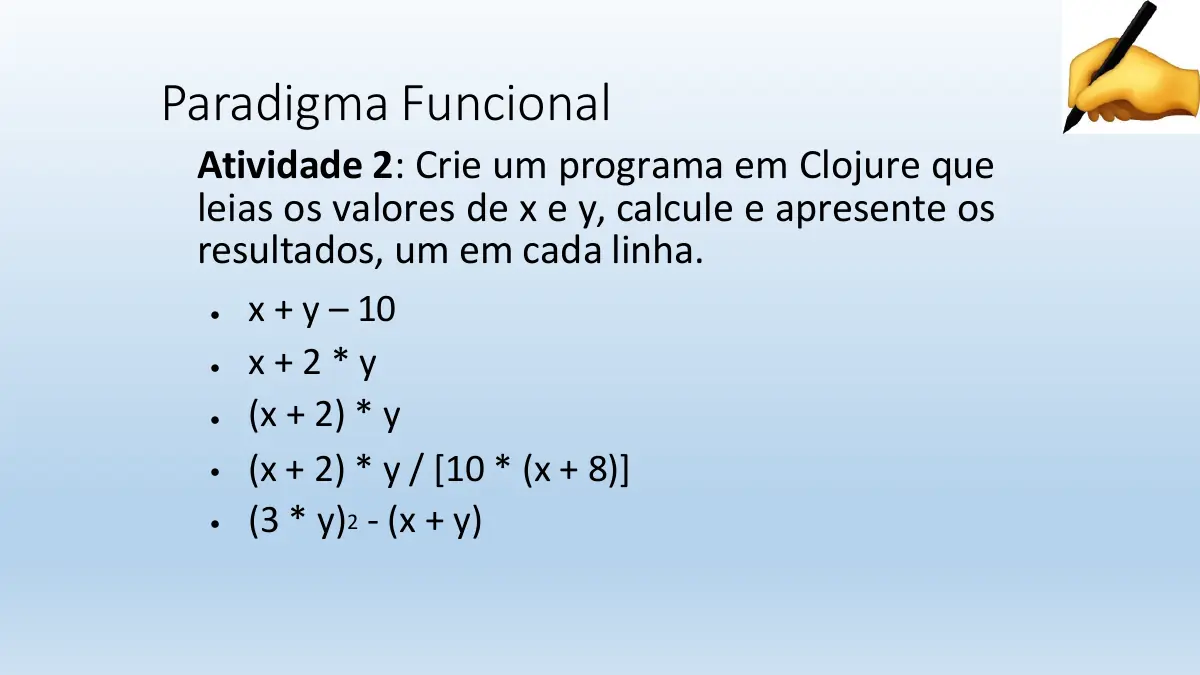 Paradigma Funcional
Atividade 2: Crie um programa em Clojure que
leias os valores de x e y, calcule e apresente os
resultados, um em cada linha.
• x + y – 10
• x + 2 * y
• (x + 2) * y
• (x + 2) * y / [10 * (x + 8)]
• (3 * y)2 - (x + y)